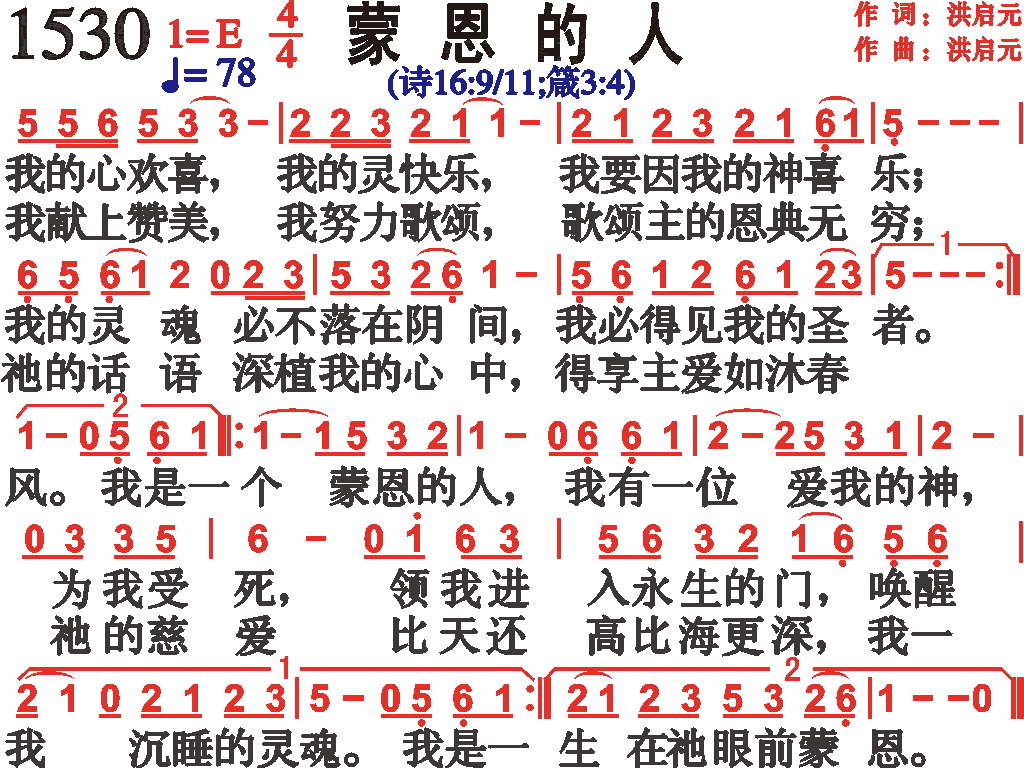 1530 1=E 4/4 蒙恩的人 作 词：洪启元
♩=78 (诗16:9/11;箴3:4) 作 曲：洪启元
5 5 6 5 3 3 - | 2 2 3 2 1 1 - | 2 1 2 3 2 1 6 1 | 5 - - - |
我的心欢喜， 我的灵快乐， 我要因我的神喜 乐；
我献上赞美， 我努力歌颂， 歌颂主的恩典无 穷；
6 5 6 1 2 0 2 3 | 5 3 2 6 1 - | 5 6 1 2 6 1 2 3 | 1 5 - - - :|
我的灵 魂 必不落在阴 间， 我必得见我的圣 者。
祂的话 语 深植我的心 中， 得享主爱如沐春
2 1 - 0 5 6 1 |: 1 - 1 5 3 2 | 1 - 0 6 6 1 | 2 - 2 5 3 1 | 2 - |
风。 我是一 个 蒙恩的人， 我有一位 爱我的神，
0 3 3 5 | 6 - 0 1 6 3 | 5 6 3 2 1 6 5 6 |
为我受 死， 领我进 入永生的门， 唤醒
祂的慈 爱 比天还 高比海更深， 我一
2 1 0 2 1 2 3 | 1 5 - 0 5 6 1 :| 2 1 2 3 5 3 2 2 6 | 1 - - 0 ‖
我 沉睡的灵魂。 我是一 生 在祂眼前蒙 恩。